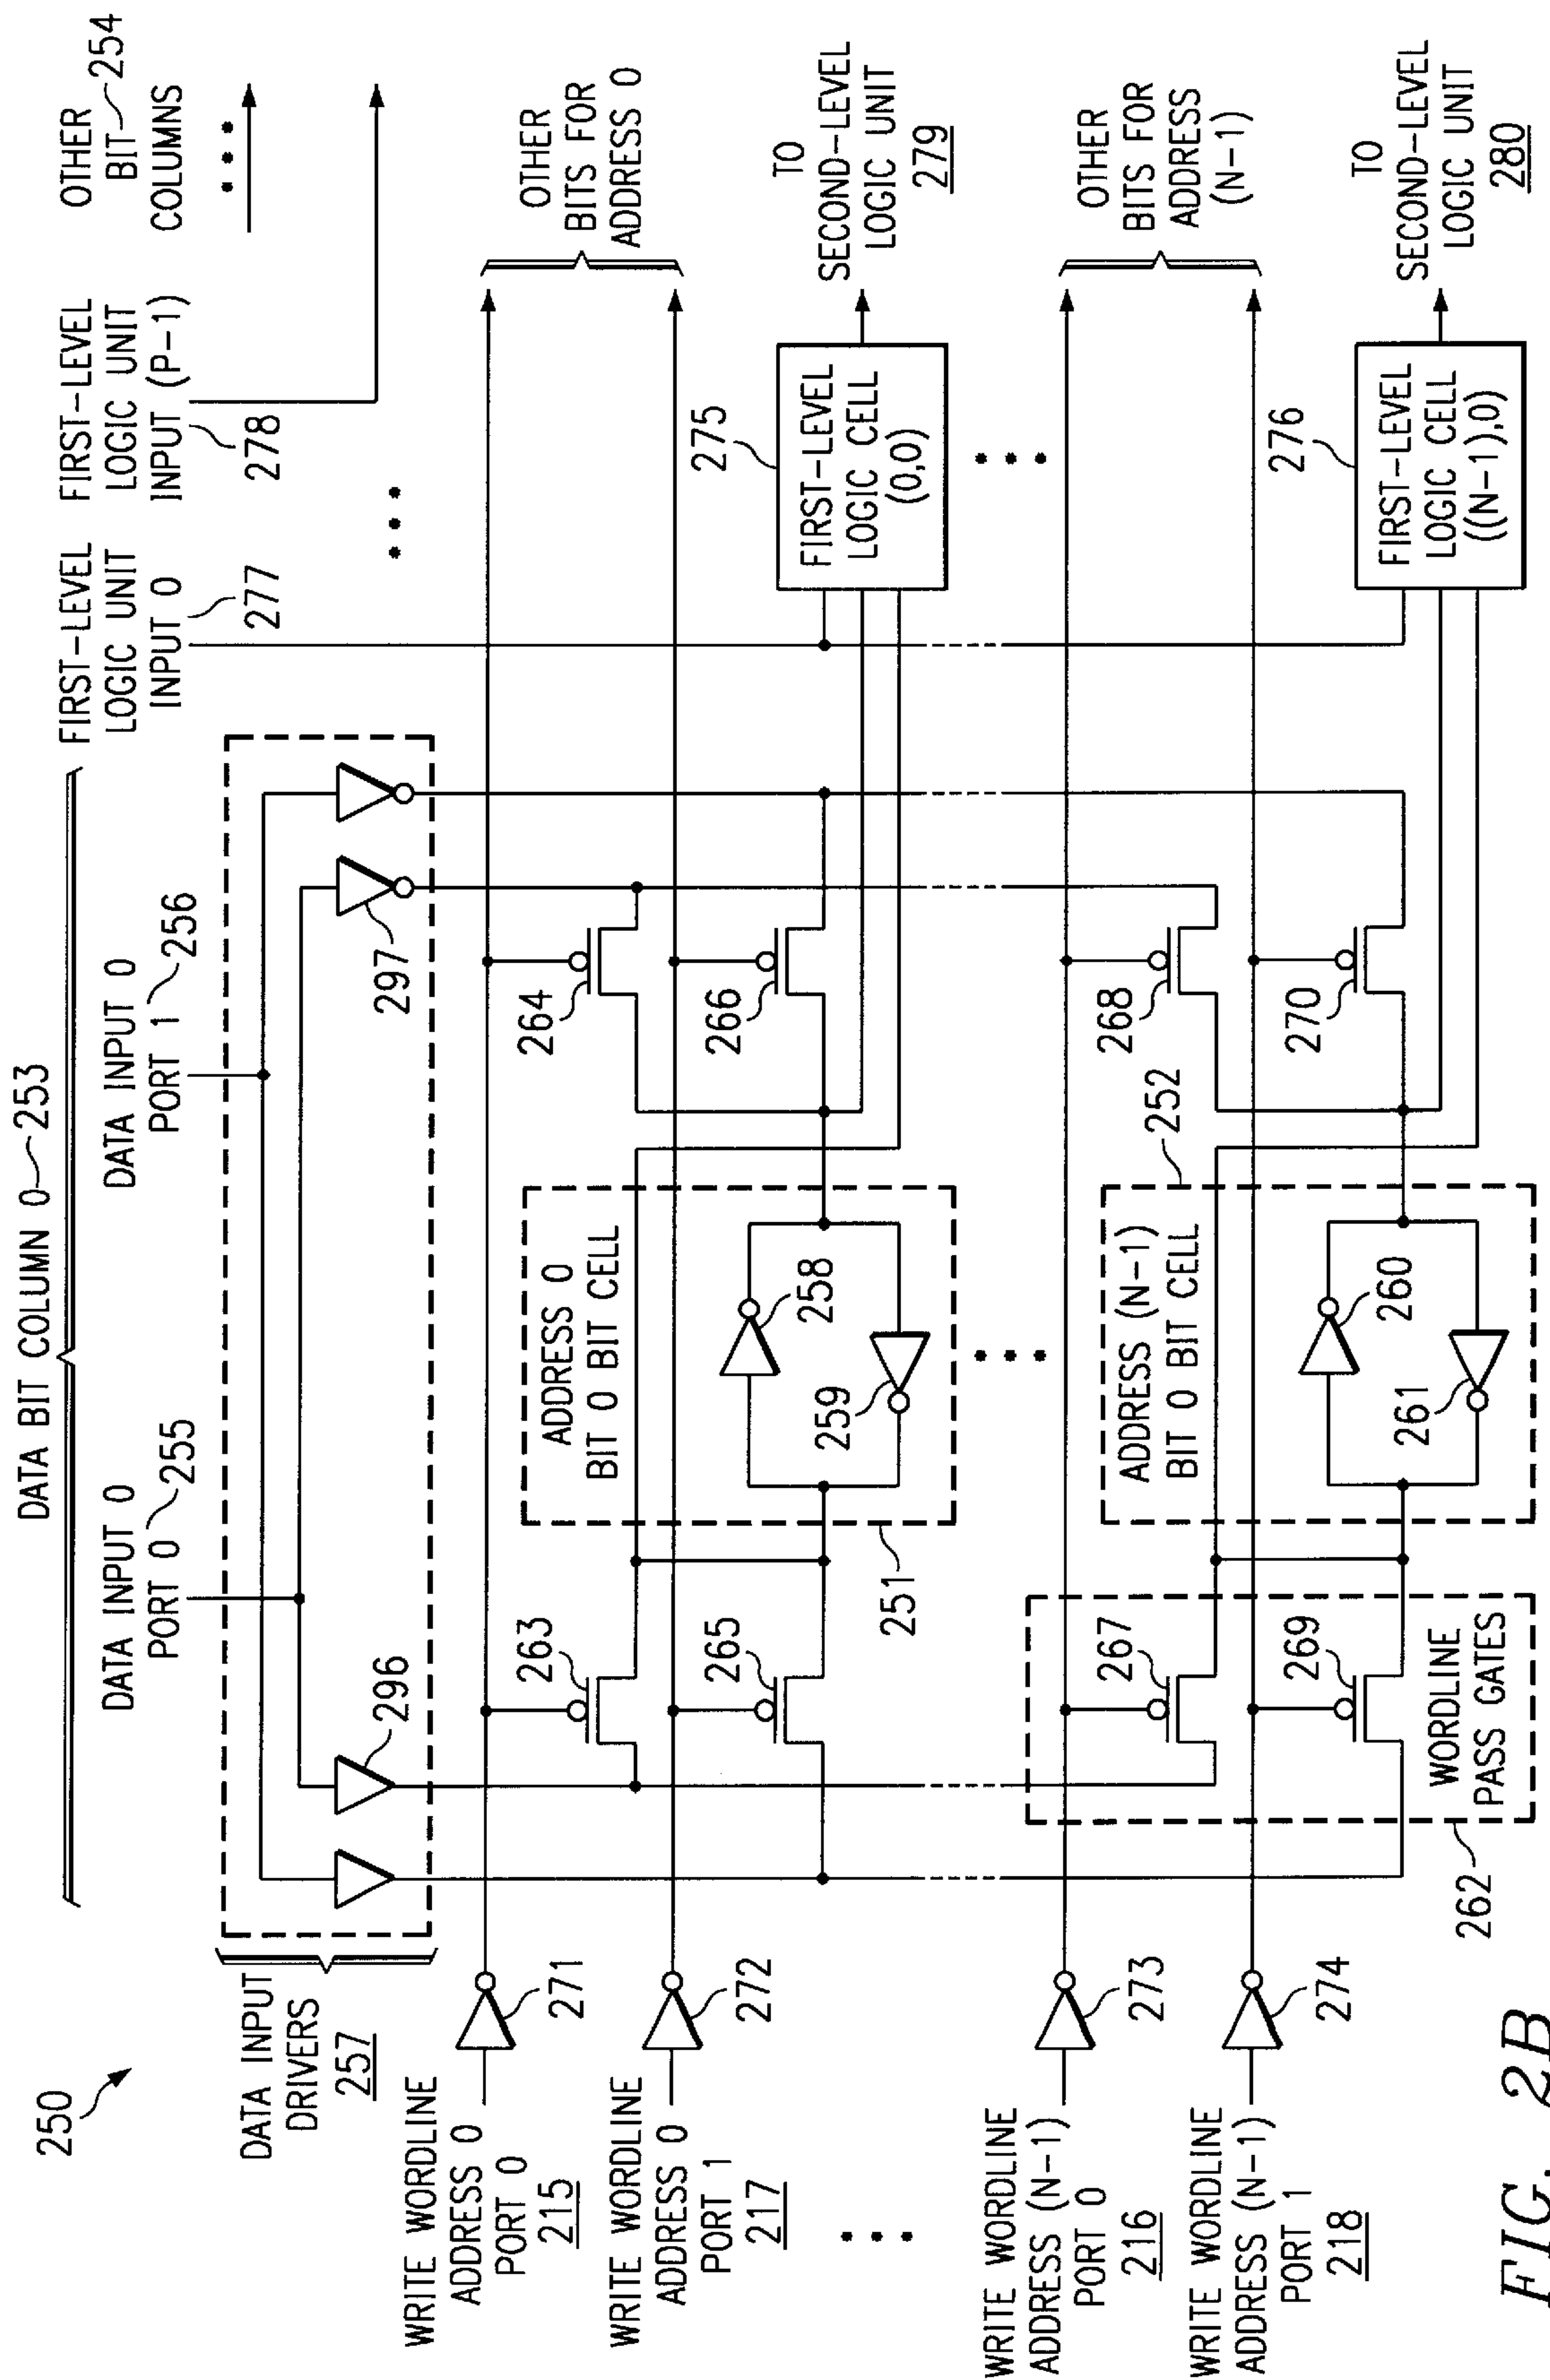 250
DATA BIT COLUMN 0 253
DATA INPUT 0
PORT 0 255
DATA INPUT 0
PORT 1 256
FIRST-LEVEL
LOGIC UNIT
INPUT 0
277
FIRST-LEVEL
LOGIC UNIT
INPUT (P-1)
278
OTHER
BIT 254
COLUMNS
DATA INPUT
DRIVERS
257
296
297
WRITE WORDLINE
ADDRESS 0
PORT 0
215
271
263
264
OTHER
BITS FOR
ADDRESS 0
WRITE WORDLINE
ADDRESS 0
PORT 1
217
272
265
266
ADDRESS 0
BIT 0 BIT CELL
258
259
251
275
FIRST-LEVEL
LOGIC CELL
(0,0)
TO
SECOND-LEVEL
LOGIC UNIT
279
WRITE WORDLINE
ADDRESS (N-1)
PORT 0
216
273
267
268
252
OTHER
BITS FOR
ADDRESS
(N-1)
WRITE WORDLINE
ADDRESS (N-1)
PORT 1
218
274
269
270
WORDLINE
PASS GATES
262
ADDRESS (N-1)
BIT 0 BIT CELL
260
261
276
FIRST-LEVEL
LOGIC CELL
((N-1),0)
TO
SECOND-LEVEL
LOGIC UNIT
280
FIG. 2B